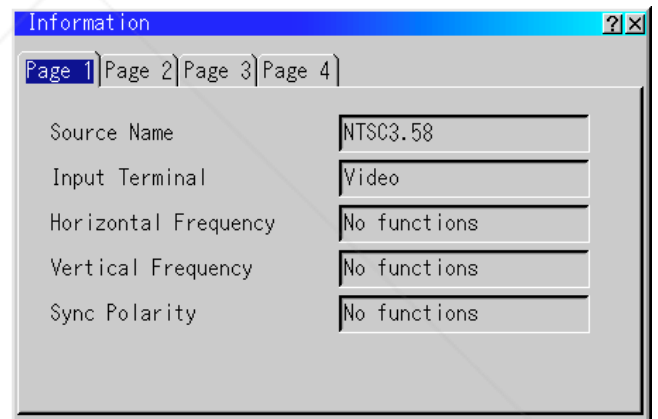 Information ? ×
Page 1 Page 2 Page 3 Page 4
Source Name NTSC3.58
Input Terminal Video
Horizontal Frequency No functions
Vertical Frequency No functions
Sync Polarity No functions